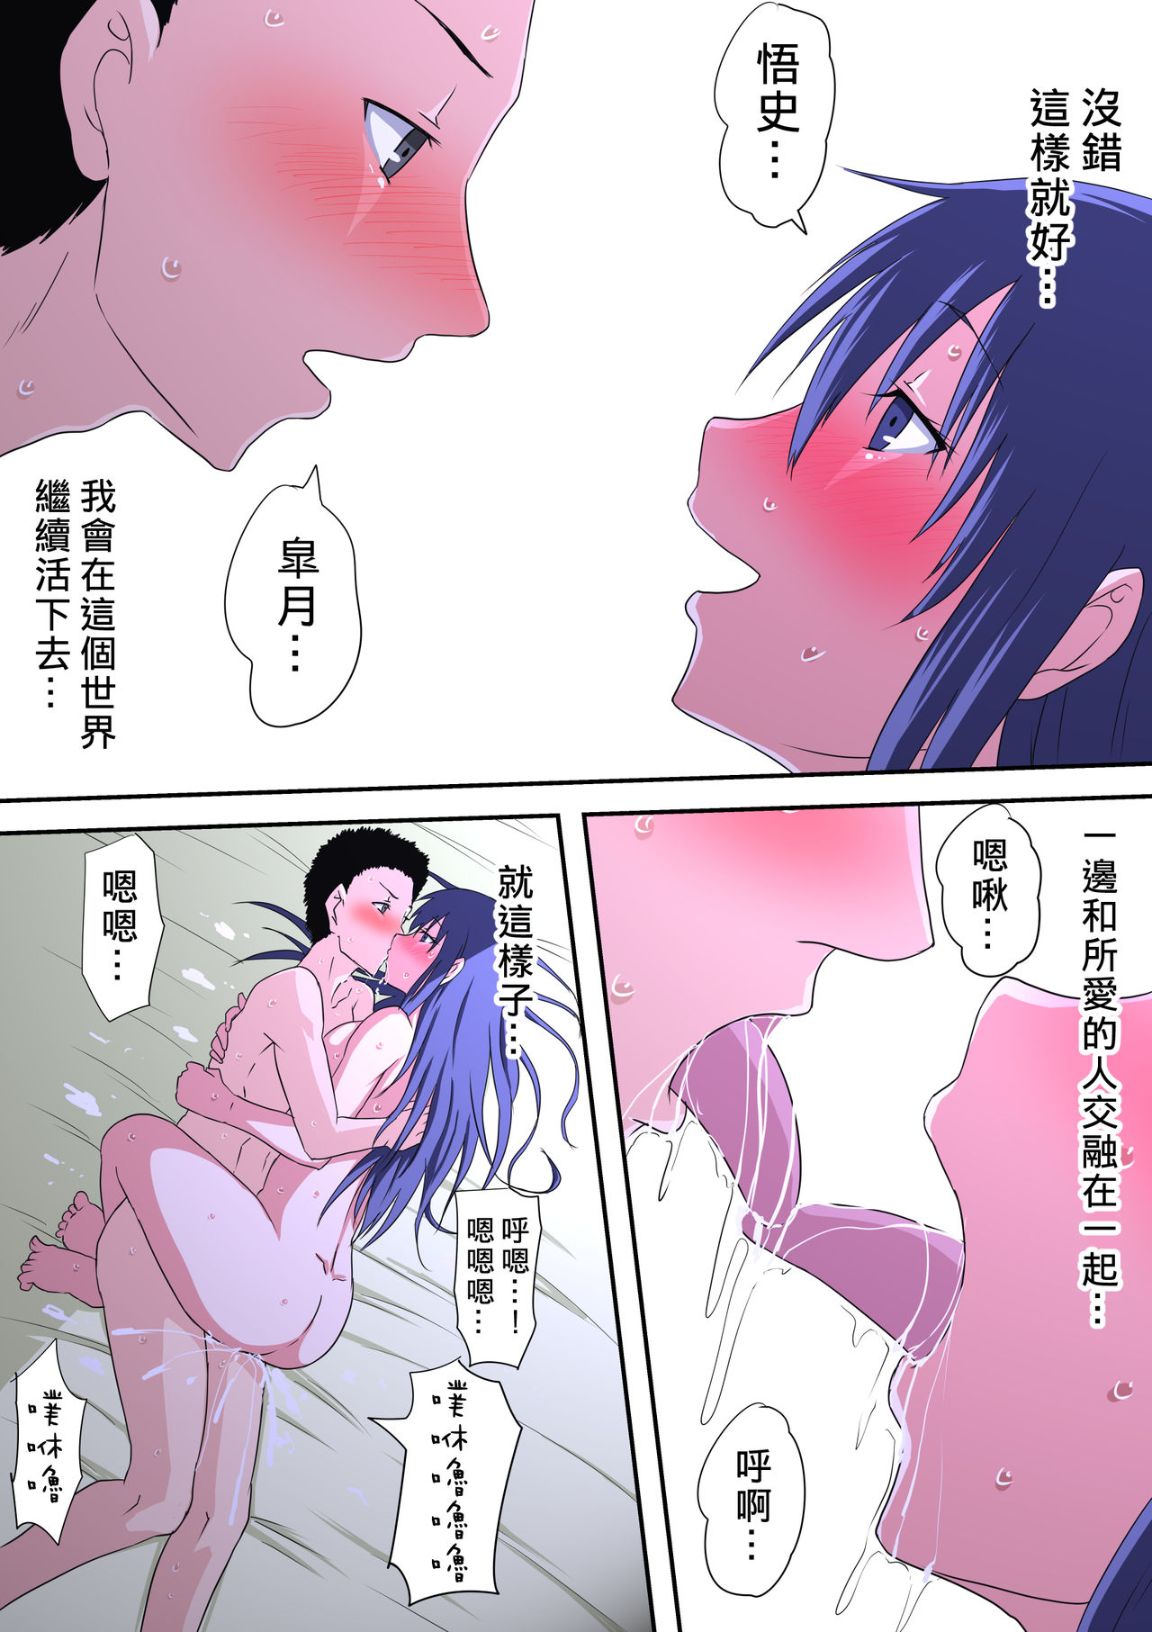 沒錯
這樣就好…
悟史…
皐月…
我會在這個世界
繼續活下去…
一邊和所愛的人交融在一起…
嗯啾…
呼啊…
就這樣子…
嗯嗯…
呼嗯…！
嗯嗯嗯…
噗咻嚕嚕嚕
噗咻嚕